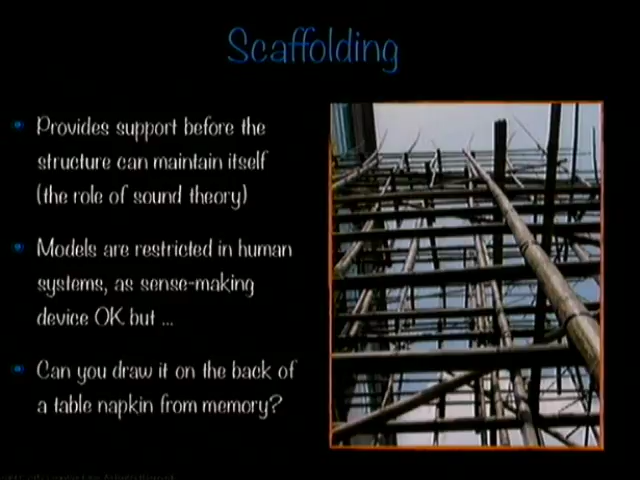 Scaffolding
Provides support before the
structure can maintain itself
(the role of sound theory)
Models are restricted in human
systems, as sense-making
device OK but ...
Can you draw it on the back of
a table napkin from memory?